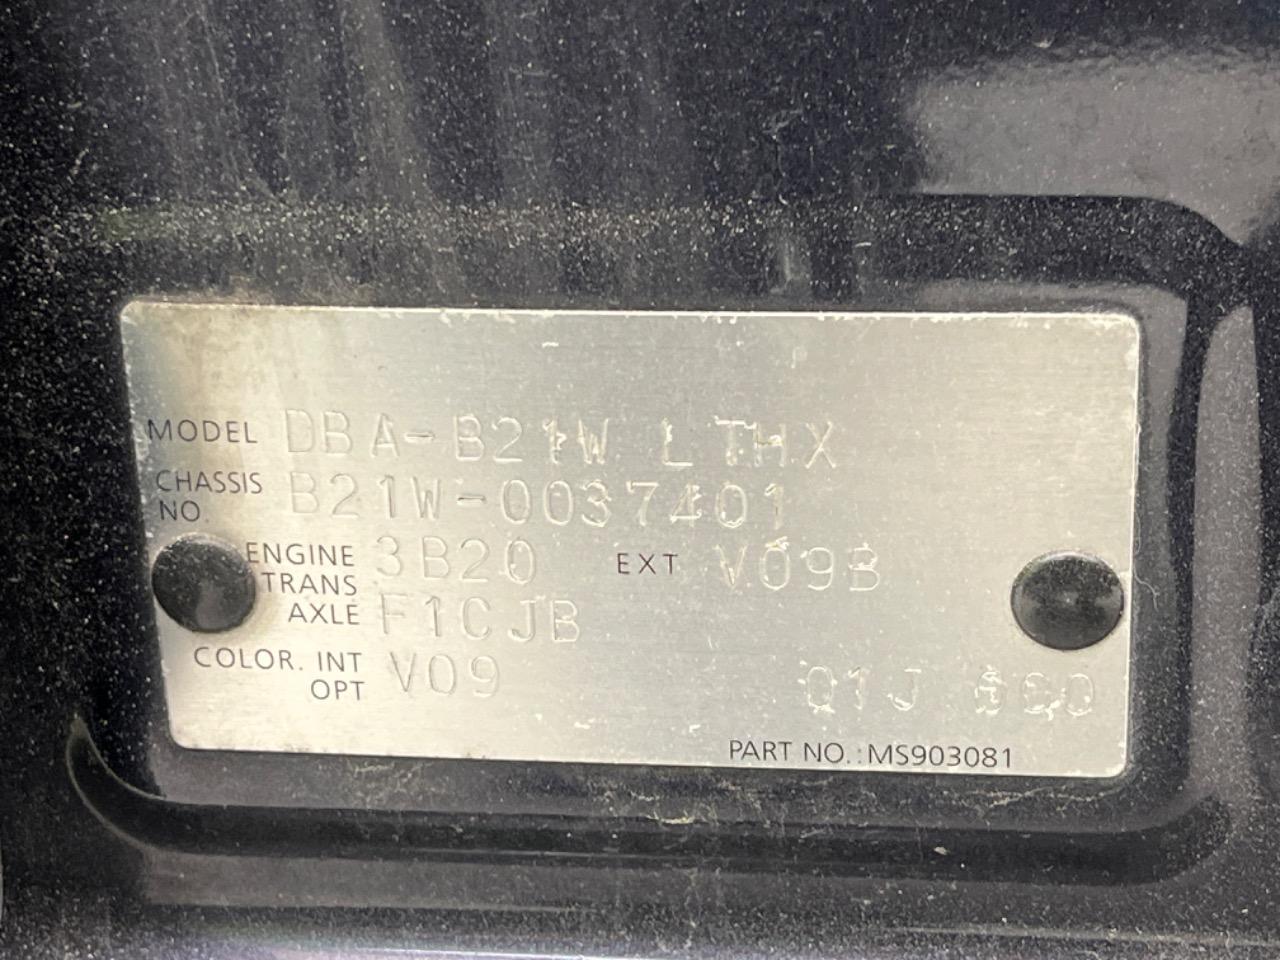 MODEL DBA-B21W LTHX
CHASSIS NO. B21W-0037401
ENGINE 3B20 EXT V09B
TRANS AXLE F1CJB
COLOR. INT V09
OPT Q1J
PART NO.: MS903081